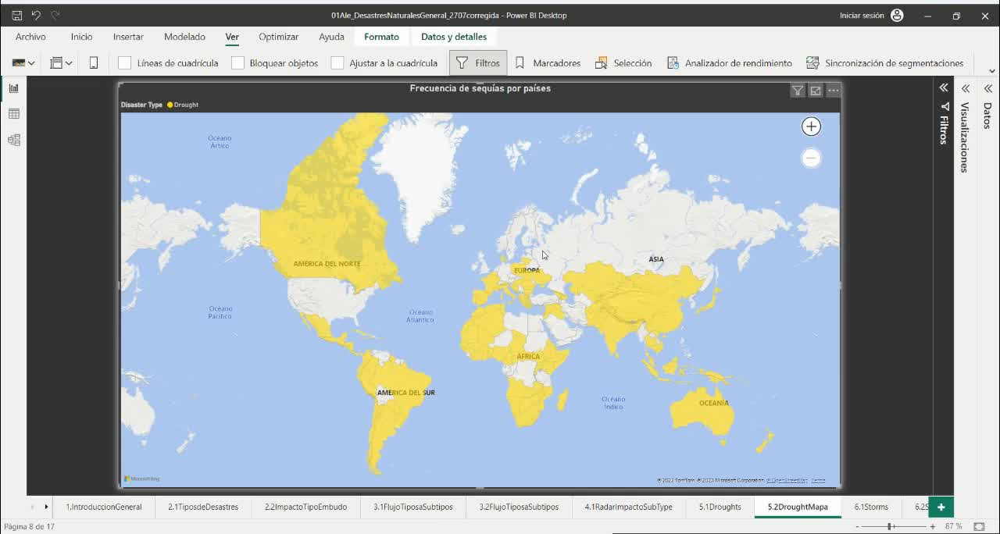 01Ale_DesastresNaturalesGeneral_2707corregida - Power BI Desktop
Iniciar sesión
Archivo Inicio Insertar Modelado Ver Optimizar Ayuda Formato Datos y detalles
Líneas de cuadrícula Bloquear objetos Ajustar a la cuadrícula Filtros Marcadores Selección Analizador de rendimiento Sincronización de segmentaciones
Frecuencia de sequías por países
Disaster Type Drought
Océano
Ártico
AMÉRICA DEL NORTE
EUROPA
ASIA
Océano
Pacífico
Océano
Atlántico
ÁFRICA
AMÉRICA DEL SUR
Océano
Índico
OCEANÍA
Microsoft Bing
© 2023 TomTom, © 2023 Microsoft Corporation, © OpenStreetMap Terms
Filtros
Visualizaciones
Datos
1.IntroduccionGeneral 2.1TiposdeDesastres 2.2ImpactoTipoEmbudo 3.1FlujoTiposaSubtipos 3.2FlujoTiposaSubtipos 4.1RadarImpactoSubType 5.1Droughts 5.2DroughtMapa 6.1Storms 6.2S
Página 8 de 17
- + 87 %